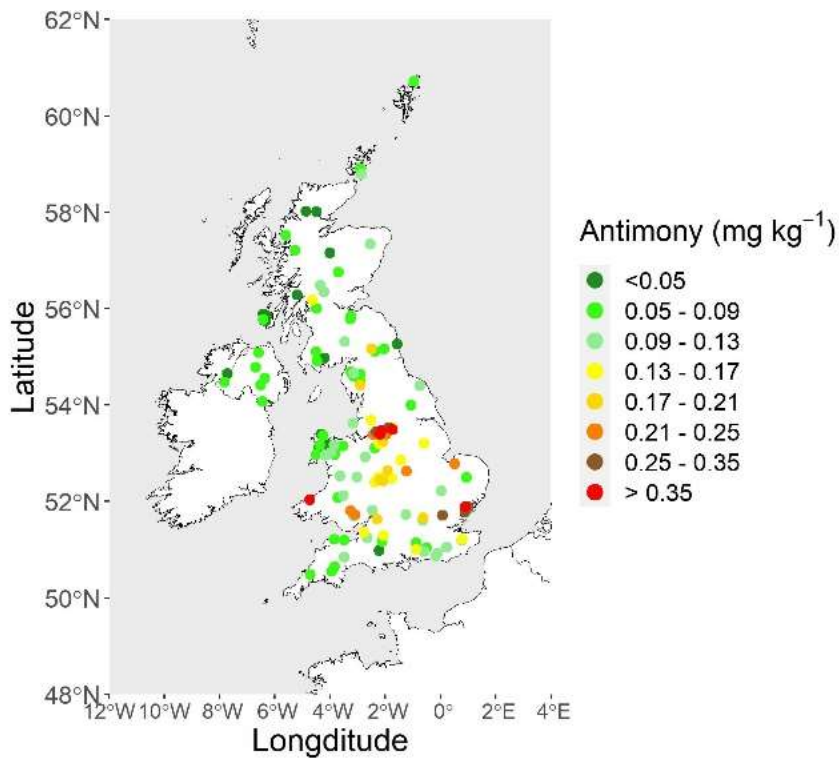 62°N
60°N
58°N
56°N
54°N
52°N
50°N
48°N
12°W 10°W 8°W 6°W 4°W 2°W 0° 2°E 4°E
Latitude
Longditude
Antimony (mg kg⁻¹)
<0.05
0.05 - 0.09
0.09 - 0.13
0.13 - 0.17
0.17 - 0.21
0.21 - 0.25
0.25 - 0.35
> 0.35